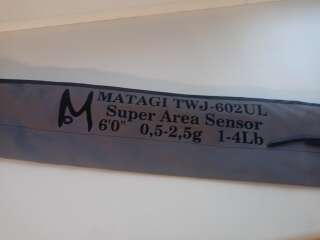 MATAGI TWJ-602UL
Super Area Sensor
6'0" 0,5-2,5g 1-4Lb